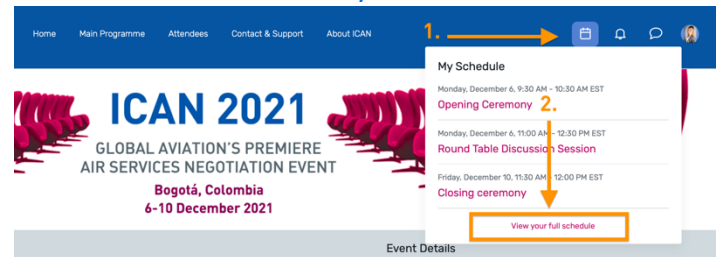 Home Main Programme Attendees Contact & Support About ICAN 1.
My Schedule
Monday, December 6, 9:30 AM - 10:30 AM EST
Opening Ceremony 2.
Monday, December 6, 11:00 AM - 12:30 PM EST
Round Table Discussion Session
Friday, December 10, 11:30 AM - 12:00 PM EST
Closing ceremony
View your full schedule
ICAN 2021
GLOBAL AVIATION'S PREMIERE
AIR SERVICES NEGOTIATION EVENT
Bogotá, Colombia
6-10 December 2021
Event Details